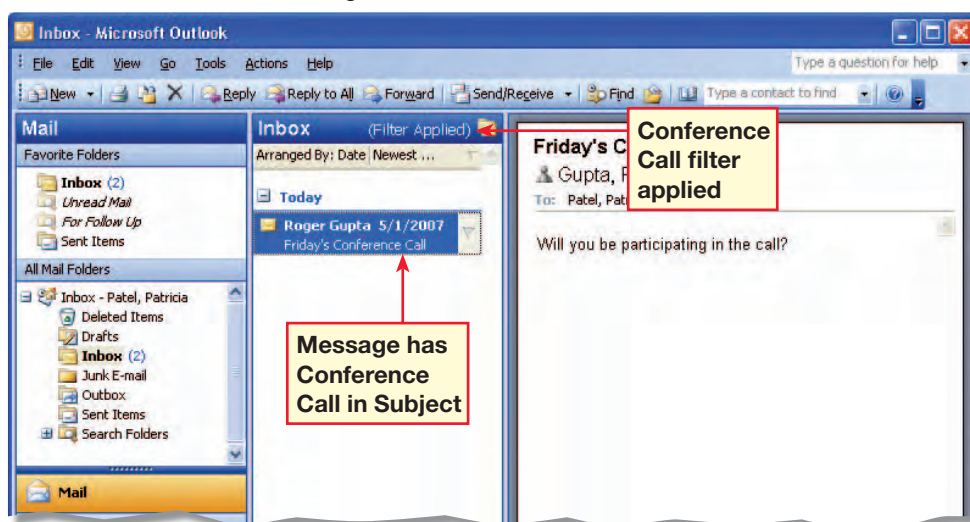 Inbox - Microsoft Outlook
File Edit View Go Tools Actions Help
Type a question for help
New Reply Reply to All Forward Send/Receive Find Type a contact to find
Mail
Favorite Folders
Inbox (2)
Unread Mail
For Follow Up
Sent Items
All Mail Folders
Inbox - Patel, Patricia
Deleted Items
Drafts
Inbox (2)
Junk E-mail
Outbox
Sent Items
Search Folders
Mail
Inbox (Filter Applied)
Arranged By: Date Newest ...
Today
Roger Gupta 5/1/2007
Friday's Conference Call
Message has
Conference
Call in Subject
Conference
Call filter
applied
Friday's C
Gupta,
To: Patel, Pat
Will you be participating in the call?